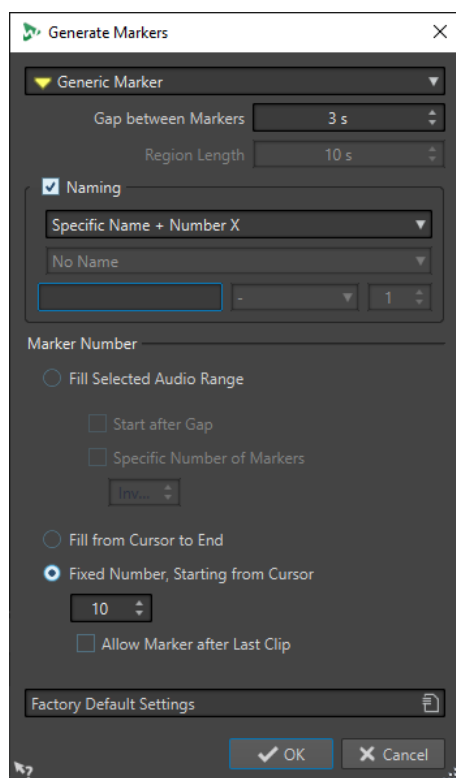 Generate Markers
Generic Marker
Gap between Markers 3 s
Region Length 10 s
Naming
Specific Name + Number X
No Name
- 1
Marker Number
Fill Selected Audio Range
Start after Gap
Specific Number of Markers
Inv...
Fill from Cursor to End
Fixed Number, Starting from Cursor
10
Allow Marker after Last Clip
Factory Default Settings
OK Cancel
?